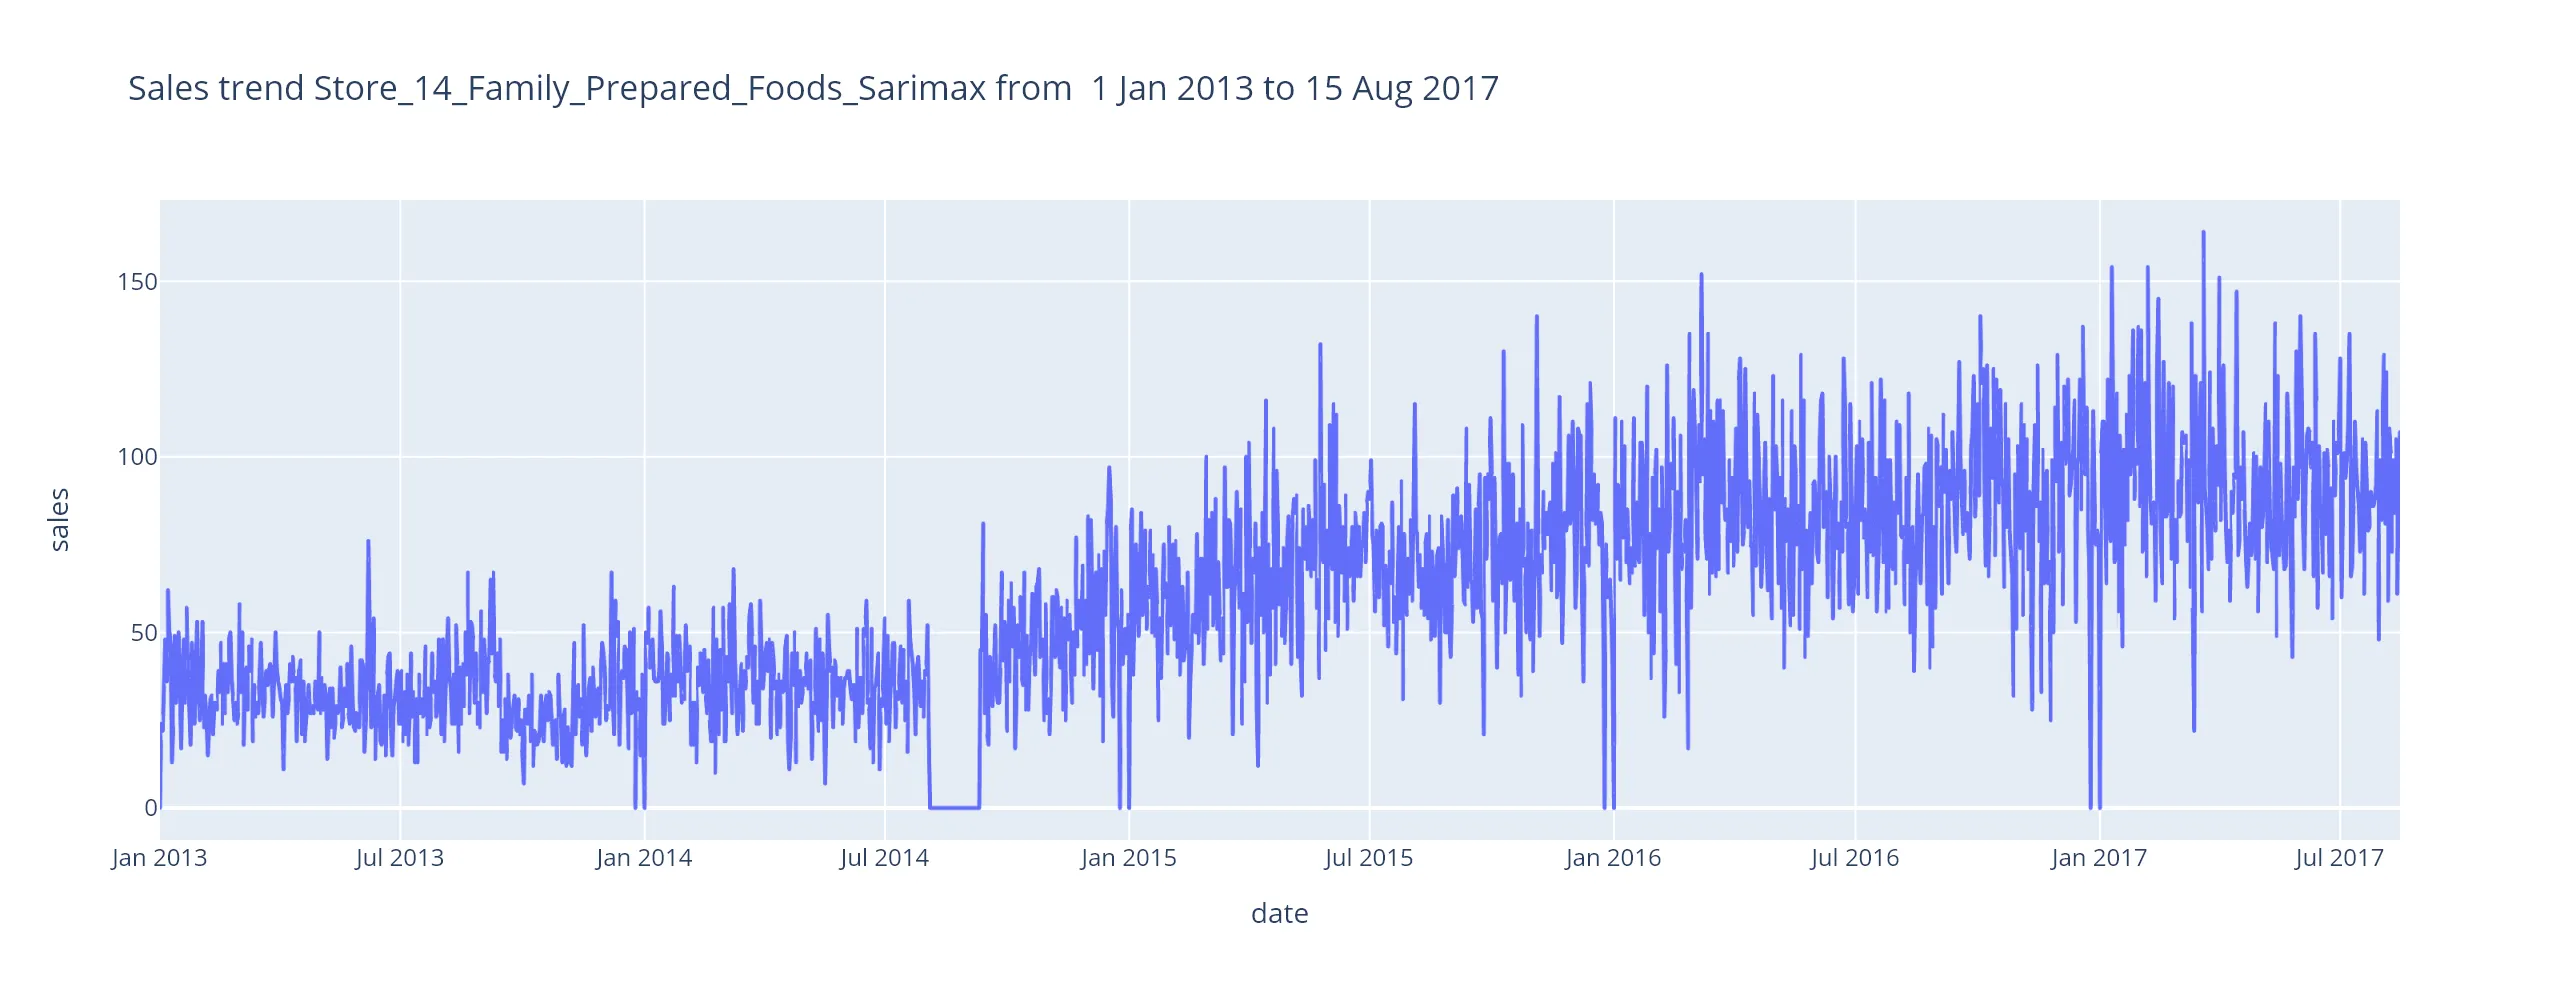 Sales trend Store_14_Family_Prepared_Foods_Sarimax from  1 Jan 2013 to 15 Aug 2017
150
100
50
0
sales
Jan 2013 Jul 2013 Jan 2014 Jul 2014 Jan 2015 Jul 2015 Jan 2016 Jul 2016 Jan 2017 Jul 2017
date